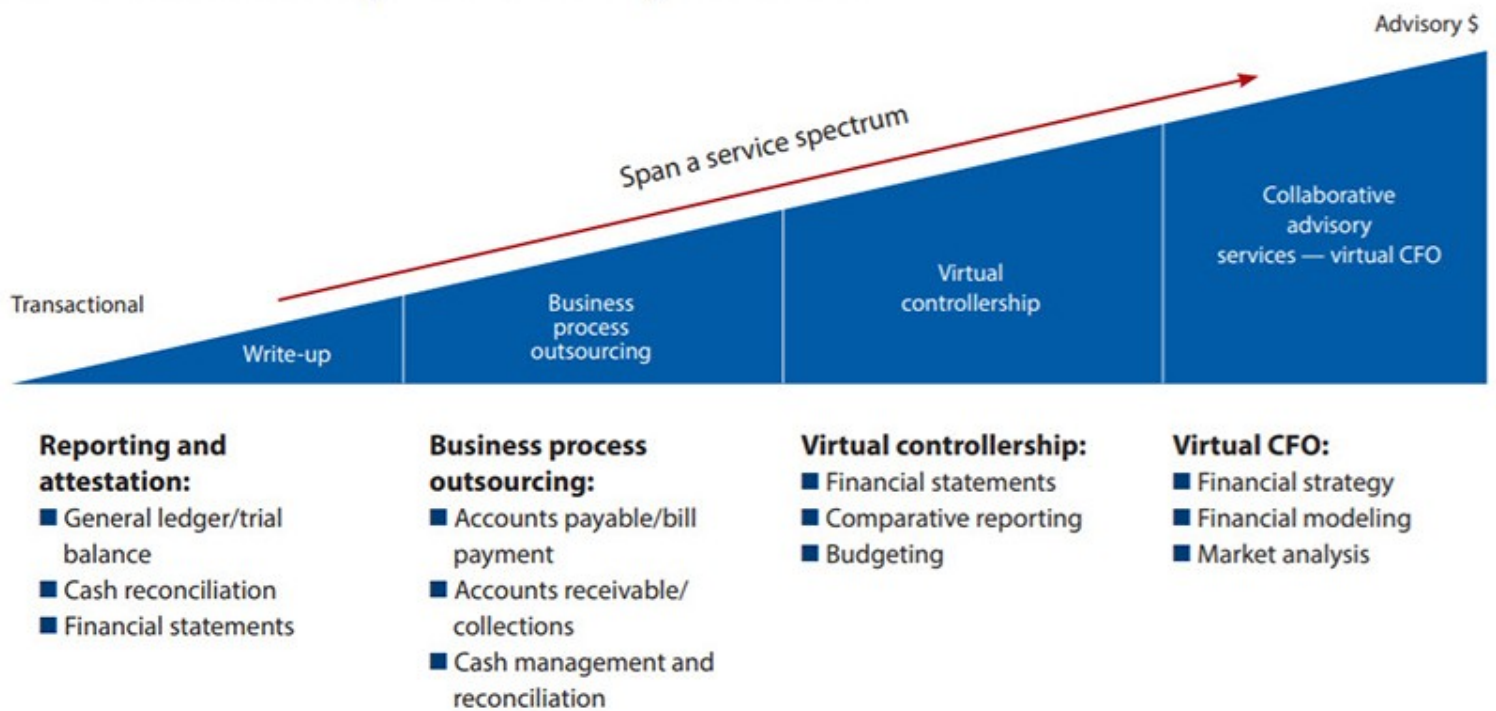 Advisory $
Span a service spectrum
Transactional
Write-up
Business
process
outsourcing
Virtual
controllership
Collaborative
advisory
services — virtual CFO
Reporting and
attestation:
■ General ledger/trial
balance
■ Cash reconciliation
■ Financial statements
Business process
outsourcing:
■ Accounts payable/bill
payment
■ Accounts receivable/
collections
■ Cash management and
reconciliation
Virtual controllership:
■ Financial statements
■ Comparative reporting
■ Budgeting
Virtual CFO:
■ Financial strategy
■ Financial modeling
■ Market analysis